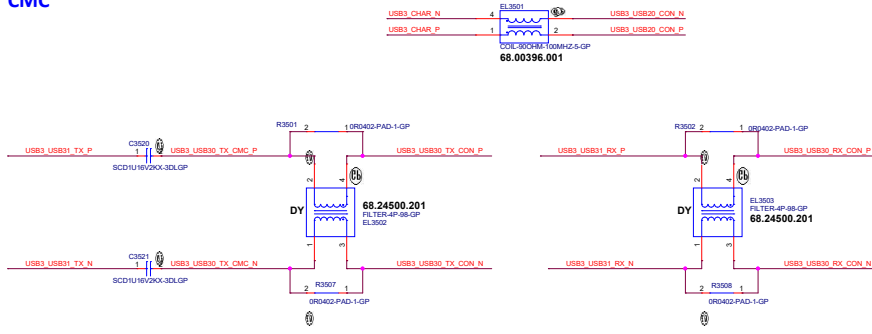 CMC
EL3501
USB3_CHAR_N 4 3 USB3_USB20_CON_N
USB3_CHAR_P 1 2 USB3_USB20_CON_P
COIL-90OHM-100MHZ-5-GP
68.00396.001
R3501 2 1 0R0402-PAD-1-GP
R3502 2 1 0R0402-PAD-1-GP
C3520
USB3_USB31_TX_P 1 2 USB3_USB30_TX_CMC_P USB3_USB30_TX_CON_P
USB3_USB31_RX_P USB3_USB30_RX_CON_P
SCD1U16V2KX-3DLGP
2 4
2 4
DY
68.24500.201
FILTER-4P-98-GP
EL3502
DY
EL3503
FILTER-4P-98-GP
68.24500.201
1 3
1 3
C3521
USB3_USB31_TX_N 1 2 USB3_USB30_TX_CMC_N USB3_USB30_TX_CON_N
USB3_USB31_RX_N USB3_USB30_RX_CON_N
SCD1U16V2KX-3DLGP
2 R3507 1
0R0402-PAD-1-GP
2 R3508 1
0R0402-PAD-1-GP